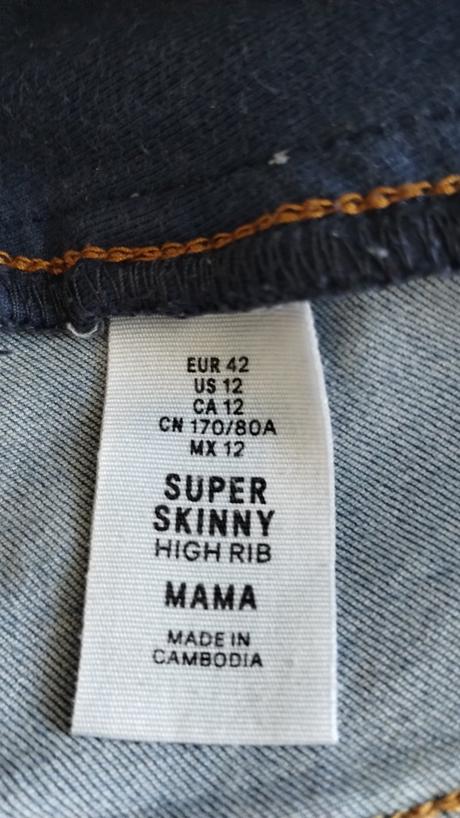 EUR 42
US 12
CA 12
CN 170/80A
MX 12
SUPER
SKINNY
HIGH RIB
MAMA
MADE IN
CAMBODIA